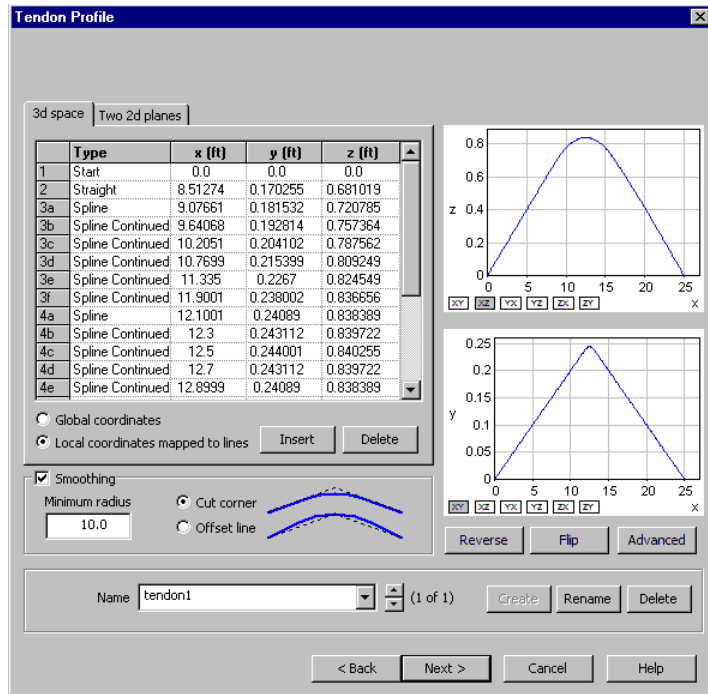 Tendon Profile
3d space Two 2d planes
Type x (ft) y (ft) z (ft)
1 Start 0.0 0.0 0.0
2 Straight 8.51274 0.170255 0.681019
3a Spline 9.07661 0.181532 0.720785
3b Spline Continued 9.64068 0.192814 0.757364
3c Spline Continued 10.2051 0.204102 0.787562
3d Spline Continued 10.7699 0.215399 0.809249
3e Spline Continued 11.335 0.2267 0.824549
3f Spline Continued 11.9001 0.238002 0.836656
4a Spline 12.1001 0.24089 0.838389
4b Spline Continued 12.3 0.243112 0.839722
4c Spline Continued 12.5 0.244001 0.840255
4d Spline Continued 12.7 0.243112 0.839722
4e Spline Continued 12.8999 0.24089 0.838389
Global coordinates
Local coordinates mapped to lines Insert Delete
Smoothing
Minimum radius
10.0
Cut corner
Offset line
0.8
0.6
z 0.4
0.2
0
0 5 10 15 20 25
XY XZ YX YZ ZX ZY x
0.25
0.2
0.15
y
0.1
0.05
0
0 5 10 15 20 25
XY XZ YX YZ ZX ZY x
Reverse Flip Advanced
Name tendon1 (1 of 1) Create Rename Delete
< Back Next > Cancel Help